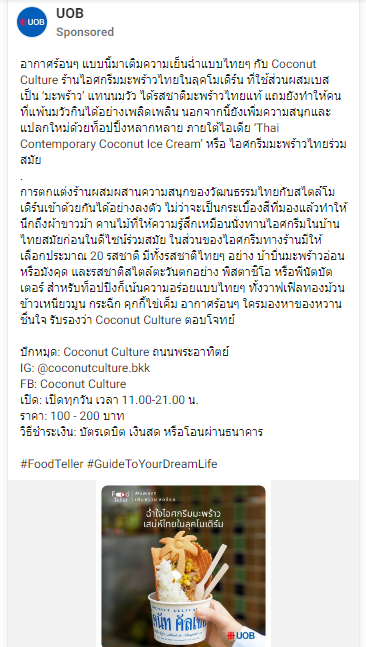 UOB
UOB
Sponsored
อากาศร้อนๆ แบบนี้มาเติมความเย็นฉ่ำแบบไทยๆ กับ Coconut
Culture ร้านไอศกรีมมะพร้าวไทยในลุคโมเดิร์น ที่ใช้ส่วนผสมเบส
เป็น 'มะพร้าว' แทนนมวัว ได้รสชาติมะพร้าวไทยแท้ แถมยังทำให้คน
ที่แพ้นมวัวกินได้อย่างเพลิดเพลิน นอกจากนี้ยังเพิ่มความสนุกและ
แปลกใหม่ด้วยท็อปปิ้งหลากหลาย ภายใต้ไอเดีย 'Thai
Contemporary Coconut Ice Cream' หรือ ไอศกรีมมะพร้าวไทยร่วม
สมัย
.
การตกแต่งร้านผสมผสานความสนุกของวัฒนธรรมไทยกับสไตล์โม
เดิร์นเข้าด้วยกันได้อย่างลงตัว ไม่ว่าจะเป็นกระเบื้องสีที่มองแล้วทำให้
นึกถึงผ้าขาวม้า คานไม้ที่ให้ความรู้สึกเหมือนนั่งทานไอศกรีมในบ้าน
ไทยสมัยก่อนในดีไซน์ร่วมสมัย ในส่วนของไอศกรีมทางร้านมีให้
เลือกประมาณ 20 รสชาติ มีทั้งรสชาติไทยๆ อย่าง บ้าบิ่นมะพร้าวอ่อน
หรือมังคุด และรสชาติสไตล์ตะวันตกอย่าง พิสตาชิโอ หรือพีนัตบัต
เตอร์ สำหรับท็อปปิ้งก็เน้นความอร่อยแบบไทยๆ ทั้งวาฟเฟิลทองม้วน
ข้าวเหนียวมูน กระฉีก คุกกี้ไข่เค็ม อากาศร้อนๆ ใครมองหาของหวาน
ชื่นใจ รับรองว่า Coconut Culture ตอบโจทย์
ปักหมุด: Coconut Culture ถนนพระอาทิตย์
IG: @coconutculture.bkk
FB: Coconut Culture
เปิด: เปิดทุกวัน เวลา 11.00-21.00 น.
ราคา: 100 - 200 บาท
วิธีชำระเงิน: บัตรเดบิต เงินสด หรือโอนผ่านธนาคาร
#FoodTeller #GuideToYourDreamLife
Food
Teller
ฉ่ำใจไอศกรีมมะพร้าว
เสน่ห์ไทยในลุคโมเดิร์น
UOB